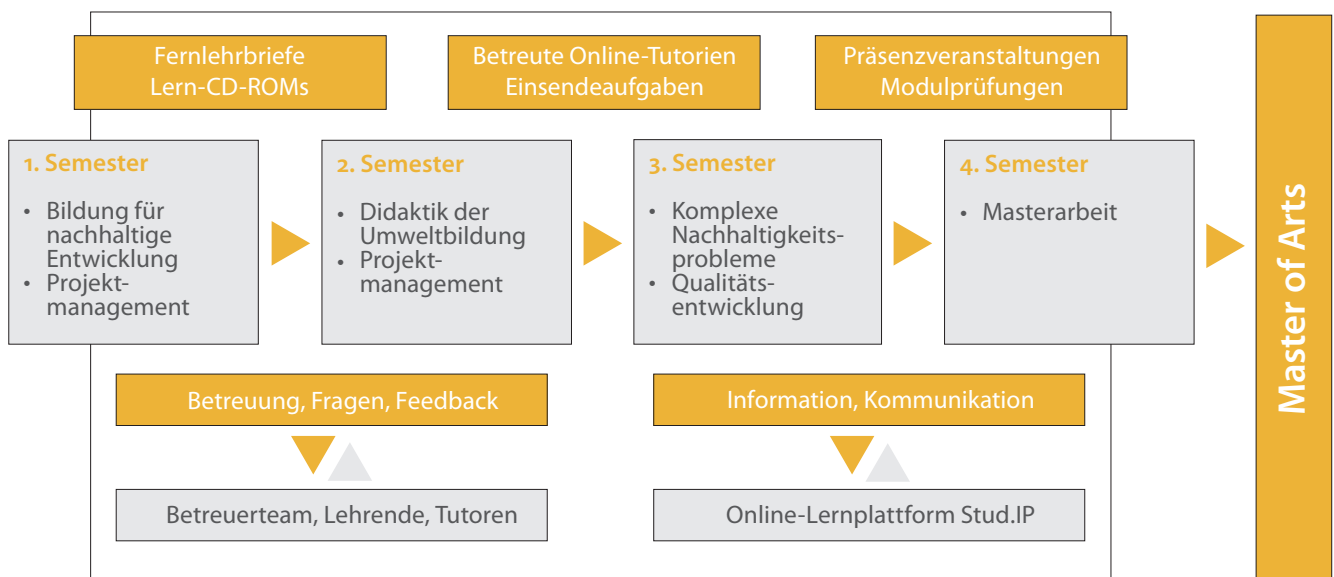 Fernlehrbriefe
Lern-CD-ROMs
Betreute Online-Tutorien
Einsendeaufgaben
Präsenzveranstaltungen
Modulprüfungen
1. Semester
• Bildung für
nachhaltige
Entwicklung
• Projekt-
management
2. Semester
• Didaktik der
Umweltbildung
• Projekt-
management
3. Semester
• Komplexe
Nachhaltigkeits-
probleme
• Qualitäts-
entwicklung
4. Semester
• Masterarbeit
Master of Arts
Betreuung, Fragen, Feedback
Information, Kommunikation
Betreuerteam, Lehrende, Tutoren
Online-Lernplattform Stud.IP